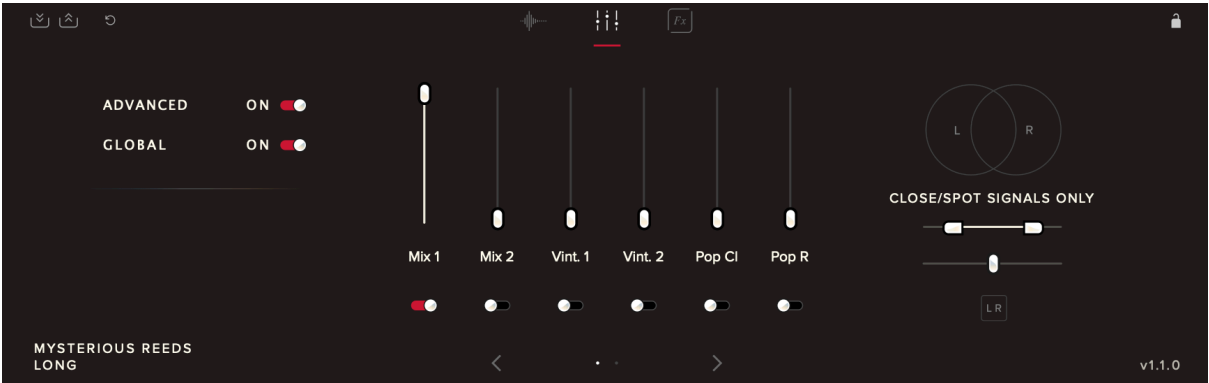 Fx
ADVANCED ON
GLOBAL ON
L R
CLOSE/SPOT SIGNALS ONLY
Mix 1 Mix 2 Vint. 1 Vint. 2 Pop Cl Pop R
L R
MYSTERIOUS REEDS
LONG
v1.1.0